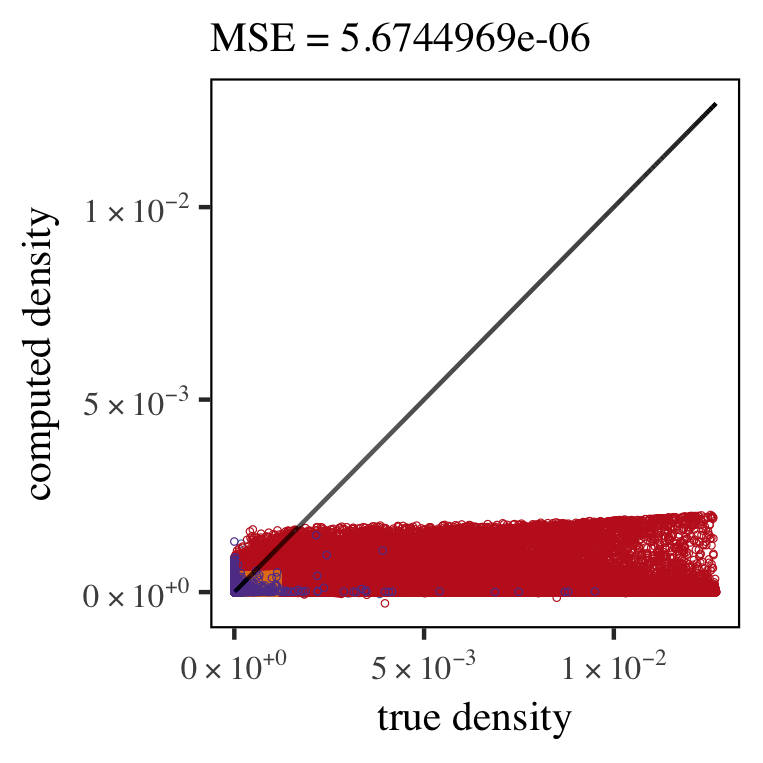 MSE = 5.6744969e-06
computed density
1 × 10⁻²
5 × 10⁻³
0 × 10⁺⁰
0 × 10⁺⁰ 5 × 10⁻³ 1 × 10⁻²
true density